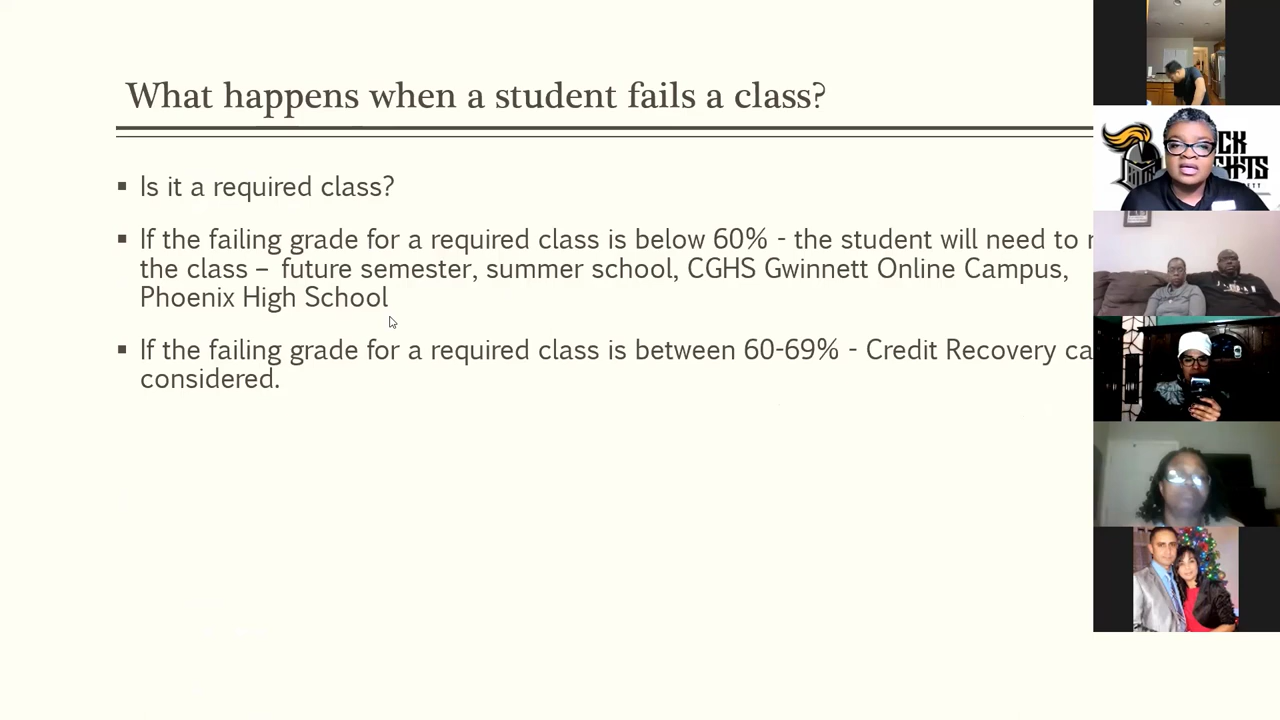 What happens when a student fails a class?
▪ Is it a required class?
▪ If the failing grade for a required class is below 60% - the student will need to
the class – future semester, summer school, CGHS Gwinnett Online Campus,
Phoenix High School
▪ If the failing grade for a required class is between 60-69% - Credit Recovery
considered.